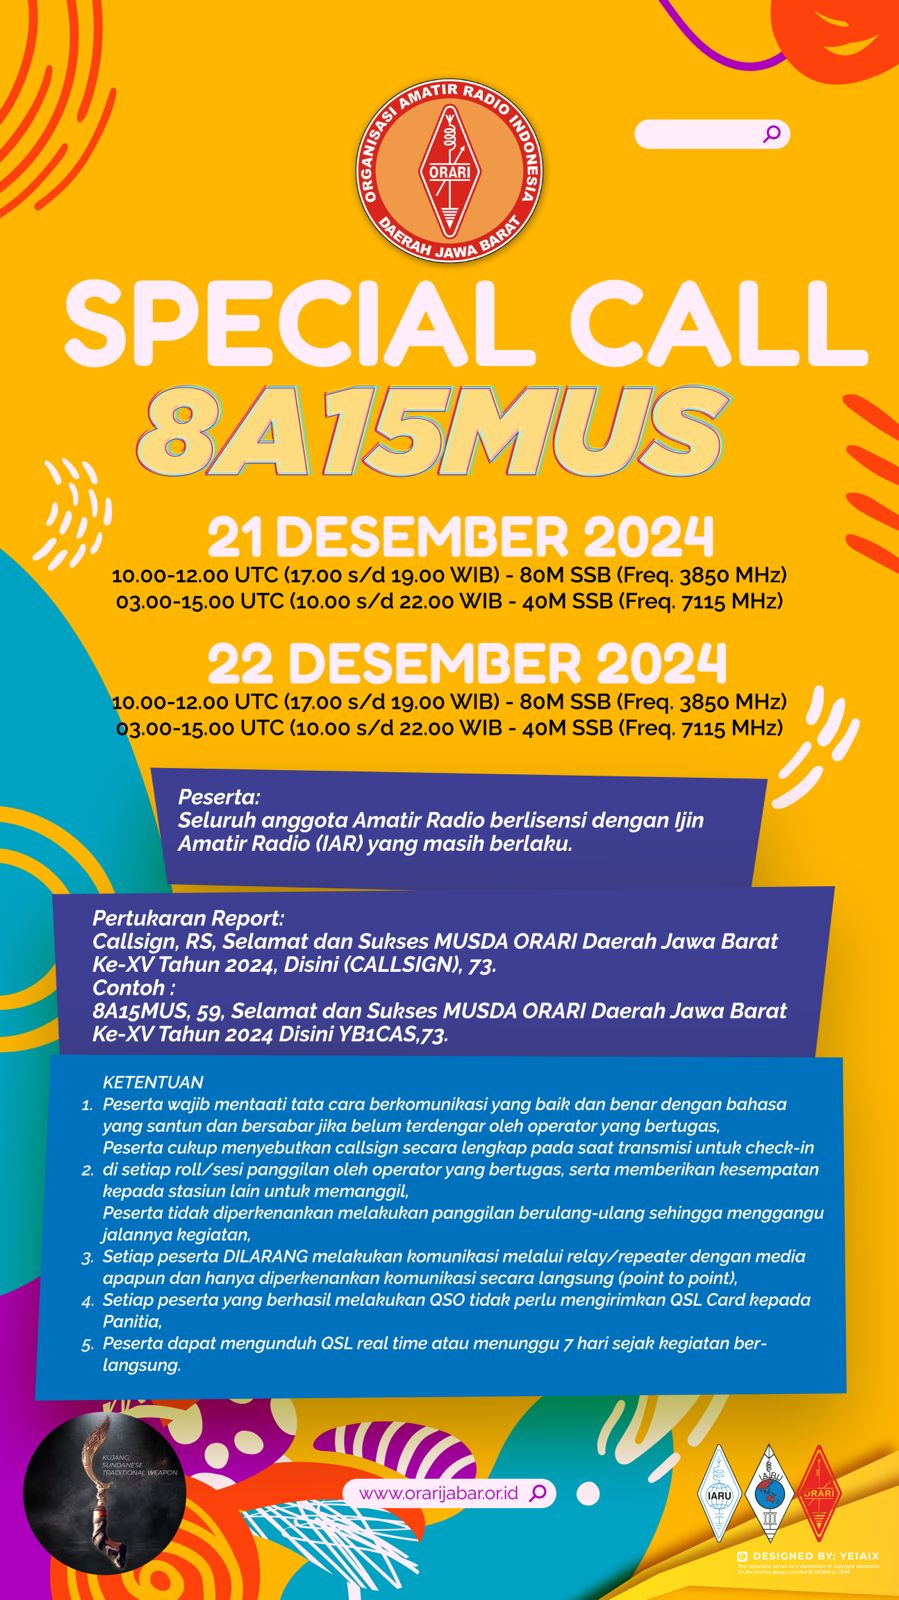 ORGANISASI AMATIR RADIO INDONESIA
ORARI
DAERAH JAWA BARAT
SPECIAL CALL
8A15MUS
21 DESEMBER 2024
10.00-12.00 UTC (17.00 s/d 19.00 WIB) - 80M SSB (Freq. 3850 MHz)
03.00-15.00 UTC (10.00 s/d 22.00 WIB - 40M SSB (Freq. 7115 MHz)
22 DESEMBER 2024
10.00-12.00 UTC (17.00 s/d 19.00 WIB) - 80M SSB (Freq. 3850 MHz)
03.00-15.00 UTC (10.00 s/d 22.00 WIB - 40M SSB (Freq. 7115 MHz)
Peserta:
Seluruh anggota Amatir Radio berlisensi dengan Ijin
Amatir Radio (IAR) yang masih berlaku.
Pertukaran Report:
Callsign, RS, Selamat dan Sukses MUSDA ORARI Daerah Jawa Barat
Ke-XV Tahun 2024, Disini (CALLSIGN), 73.
Contoh :
8A15MUS, 59, Selamat dan Sukses MUSDA ORARI Daerah Jawa Barat
Ke-XV Tahun 2024 Disini YB1CAS,73.
KETENTUAN
1. Peserta wajib mentaati tata cara berkomunikasi yang baik dan benar dengan bahasa
yang santun dan bersabar jika belum terdengar oleh operator yang bertugas,
Peserta cukup menyebutkan callsign secara lengkap pada saat transmisi untuk check-in
2. di setiap roll/sesi panggilan oleh operator yang bertugas, serta memberikan kesempatan
kepada stasiun lain untuk memanggil,
Peserta tidak diperkenankan melakukan panggilan berulang-ulang sehingga menggangu
jalannya kegiatan,
3. Setiap peserta DILARANG melakukan komunikasi melalui relay/repeater dengan media
apapun dan hanya diperkenankan komunikasi secara langsung (point to point),
4. Setiap peserta yang berhasil melakukan QSO tidak perlu mengirimkan QSL Card kepada
Panitia,
5. Peserta dapat mengunduh QSL real time atau menunggu 7 hari sejak kegiatan ber-
langsung.
KUJANG,
SUNDANESE
TRADITIONAL WEAPON
www.orarijabar.or.id
IARU
IARU
ORARI
DESIGNED BY: YE1AIX